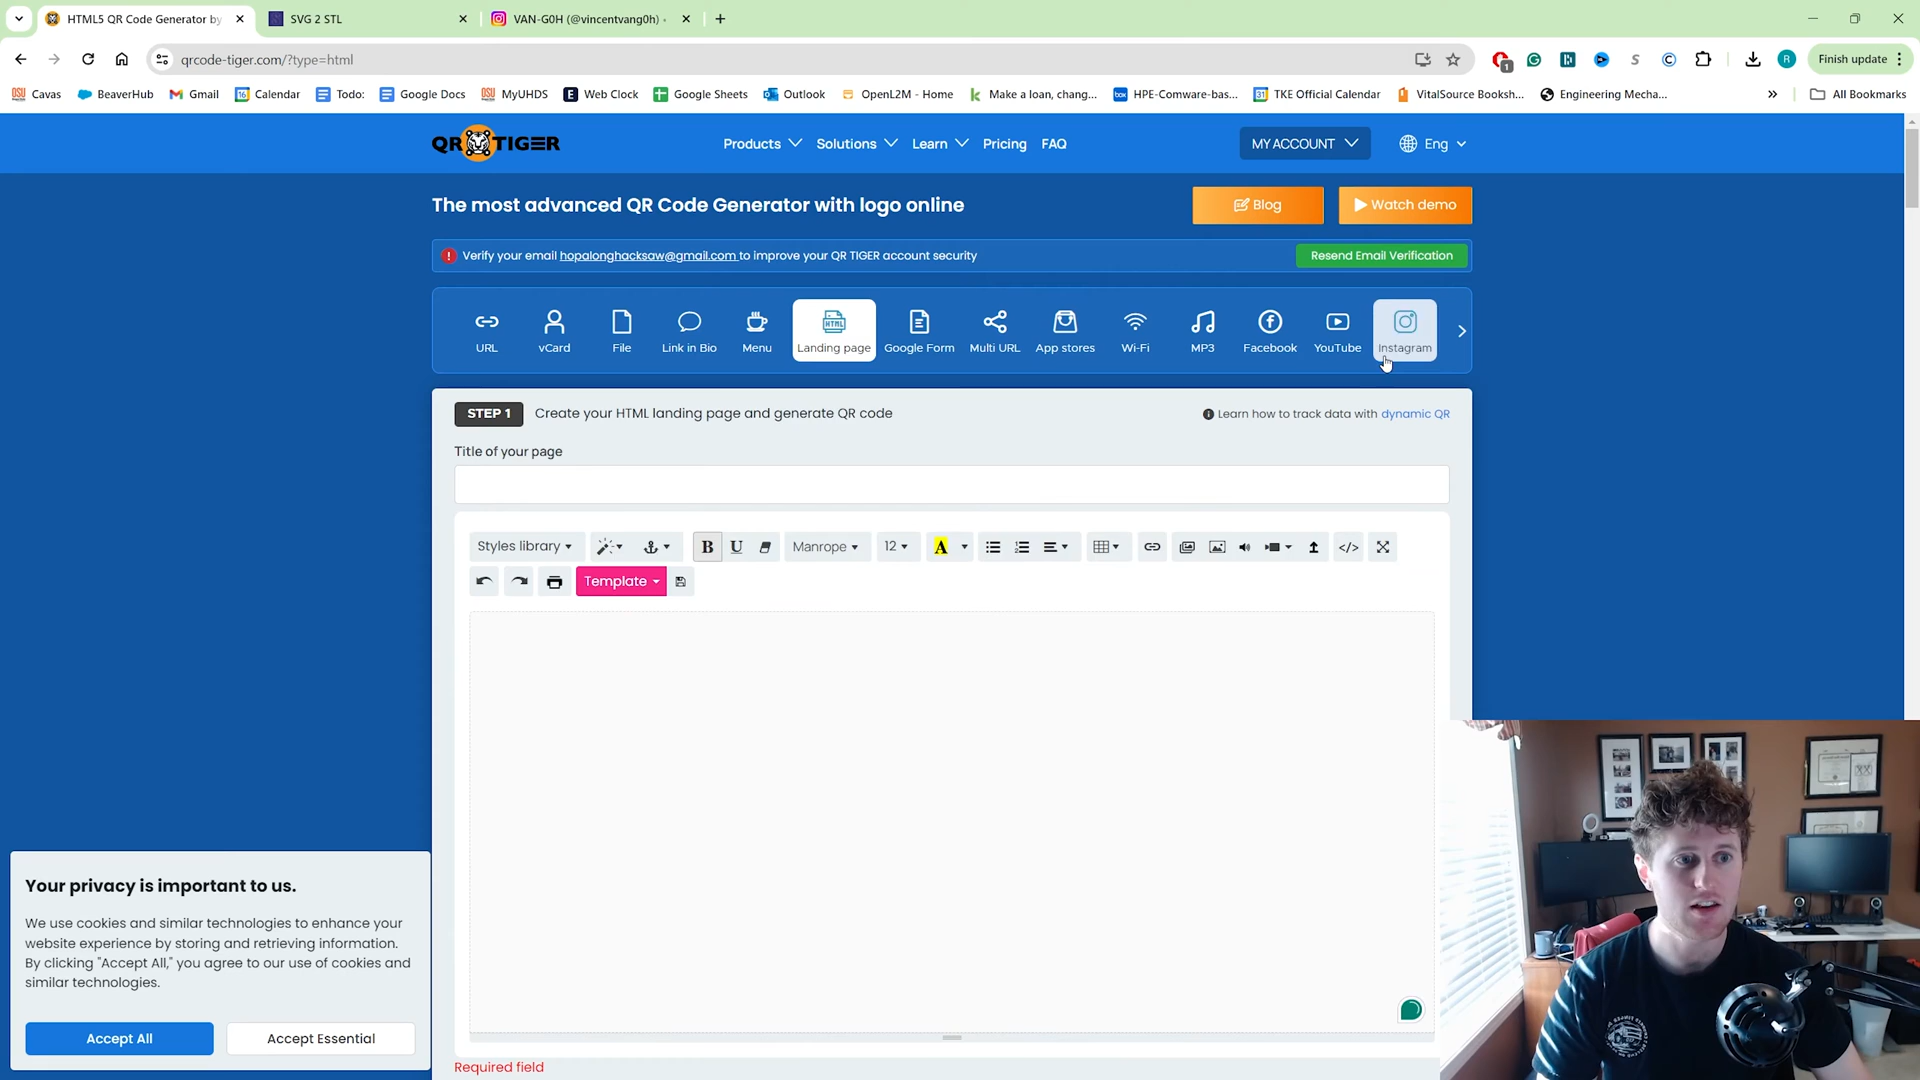 HTML5 QR Code Generator by
SVG 2 STL
VAN-G0H (@vincentvang0h) •
qrcode-tiger.com/?type=html
1
R
Finish update
Cavas
BeaverHub
Gmail
Calendar
Todo:
Google Docs
MyUHDS
Web Clock
Google Sheets
Outlook
OpenL2M - Home
Make a loan, chang...
HPE-Comware-bas...
TKE Official Calendar
VitalSource Booksh...
Engineering Mecha...
All Bookmarks
QR TIGER
Products
Solutions
Learn
Pricing
FAQ
MY ACCOUNT
Eng
The most advanced QR Code Generator with logo online
Blog
Watch demo
Verify your email hopalonghacksaw@gmail.com to improve your QR TIGER account security
Resend Email Verification
URL
vCard
File
Link in Bio
Menu
HTML
Landing page
Google Form
Multi URL
App stores
Wi-Fi
MP3
Facebook
YouTube
Instagram
STEP 1
Create your HTML landing page and generate QR code
Learn how to track data with dynamic QR
Title of your page
Styles library
B
U
Manrope
12
A
</>
Template
Required field
Your privacy is important to us.
We use cookies and similar technologies to enhance your
website experience by storing and retrieving information.
By clicking "Accept All," you agree to our use of cookies and
similar technologies.
Accept All
Accept Essential